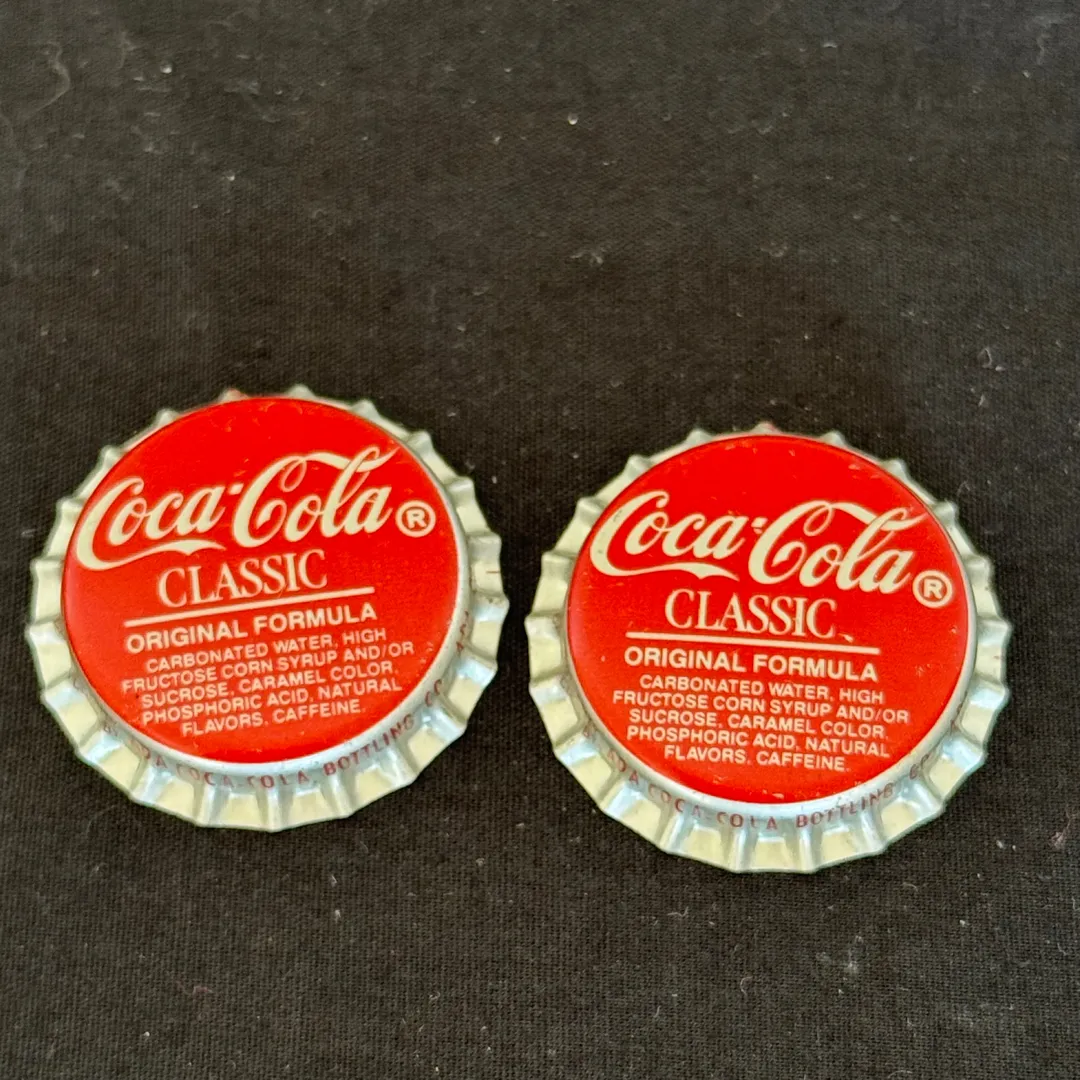 Coca-Cola ®
CLASSIC
ORIGINAL FORMULA
CARBONATED WATER, HIGH
FRUCTOSE CORN SYRUP AND/OR
SUCROSE, CARAMEL COLOR,
PHOSPHORIC ACID, NATURAL
FLAVORS, CAFFEINE.
COCA-COLA BOTTLING CO
Coca-Cola ®
CLASSIC
ORIGINAL FORMULA
CARBONATED WATER, HIGH
FRUCTOSE CORN SYRUP AND/OR
SUCROSE, CARAMEL COLOR,
PHOSPHORIC ACID, NATURAL
FLAVORS, CAFFEINE.
COCA-COLA BOTTLING CO